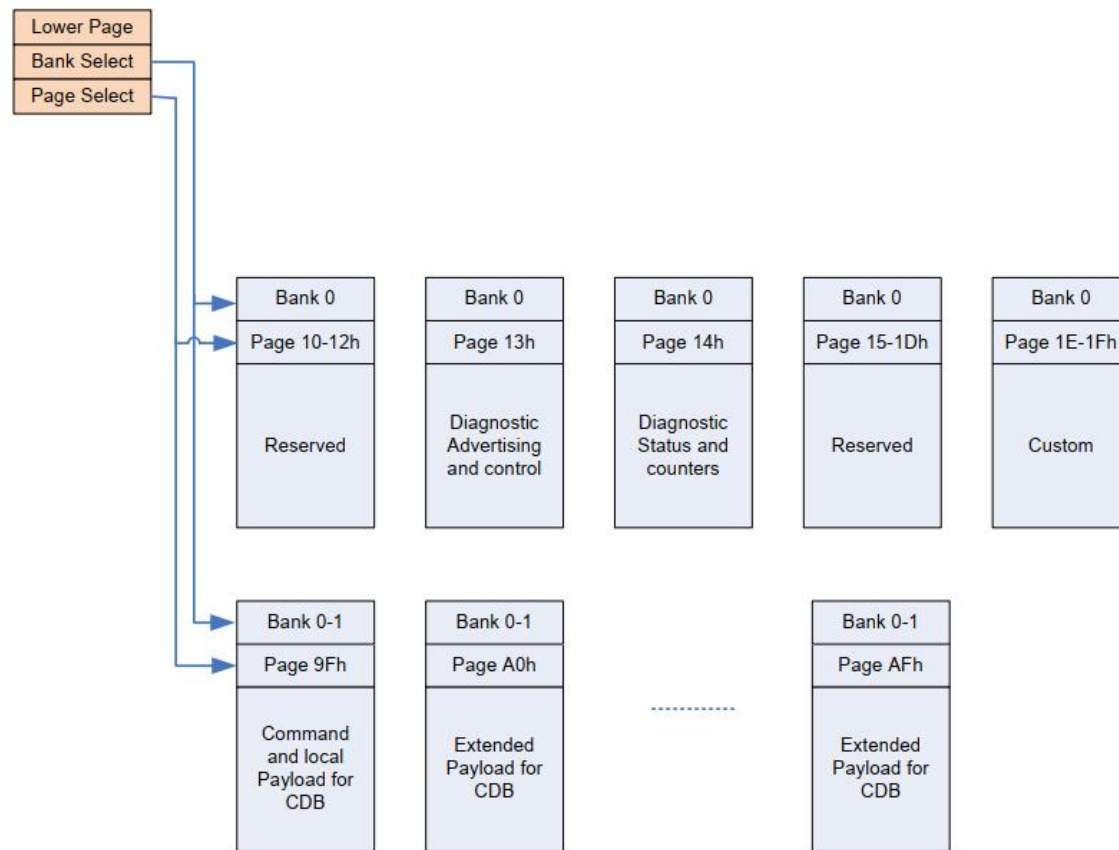 Lower Page
Bank Select
Page Select
Bank 0
Bank 0
Bank 0
Bank 0
Bank 0
Page 10-12h
Page 13h
Page 14h
Page 15-1Dh
Page 1E-1Fh
Reserved
Diagnostic
Advertising
and control
Diagnostic
Status and
counters
Reserved
Custom
Bank 0-1
Bank 0-1
Bank 0-1
Page 9Fh
Page A0h
Page AFh
Command
and local
Payload for
CDB
Extended
Payload for
CDB
Extended
Payload for
CDB